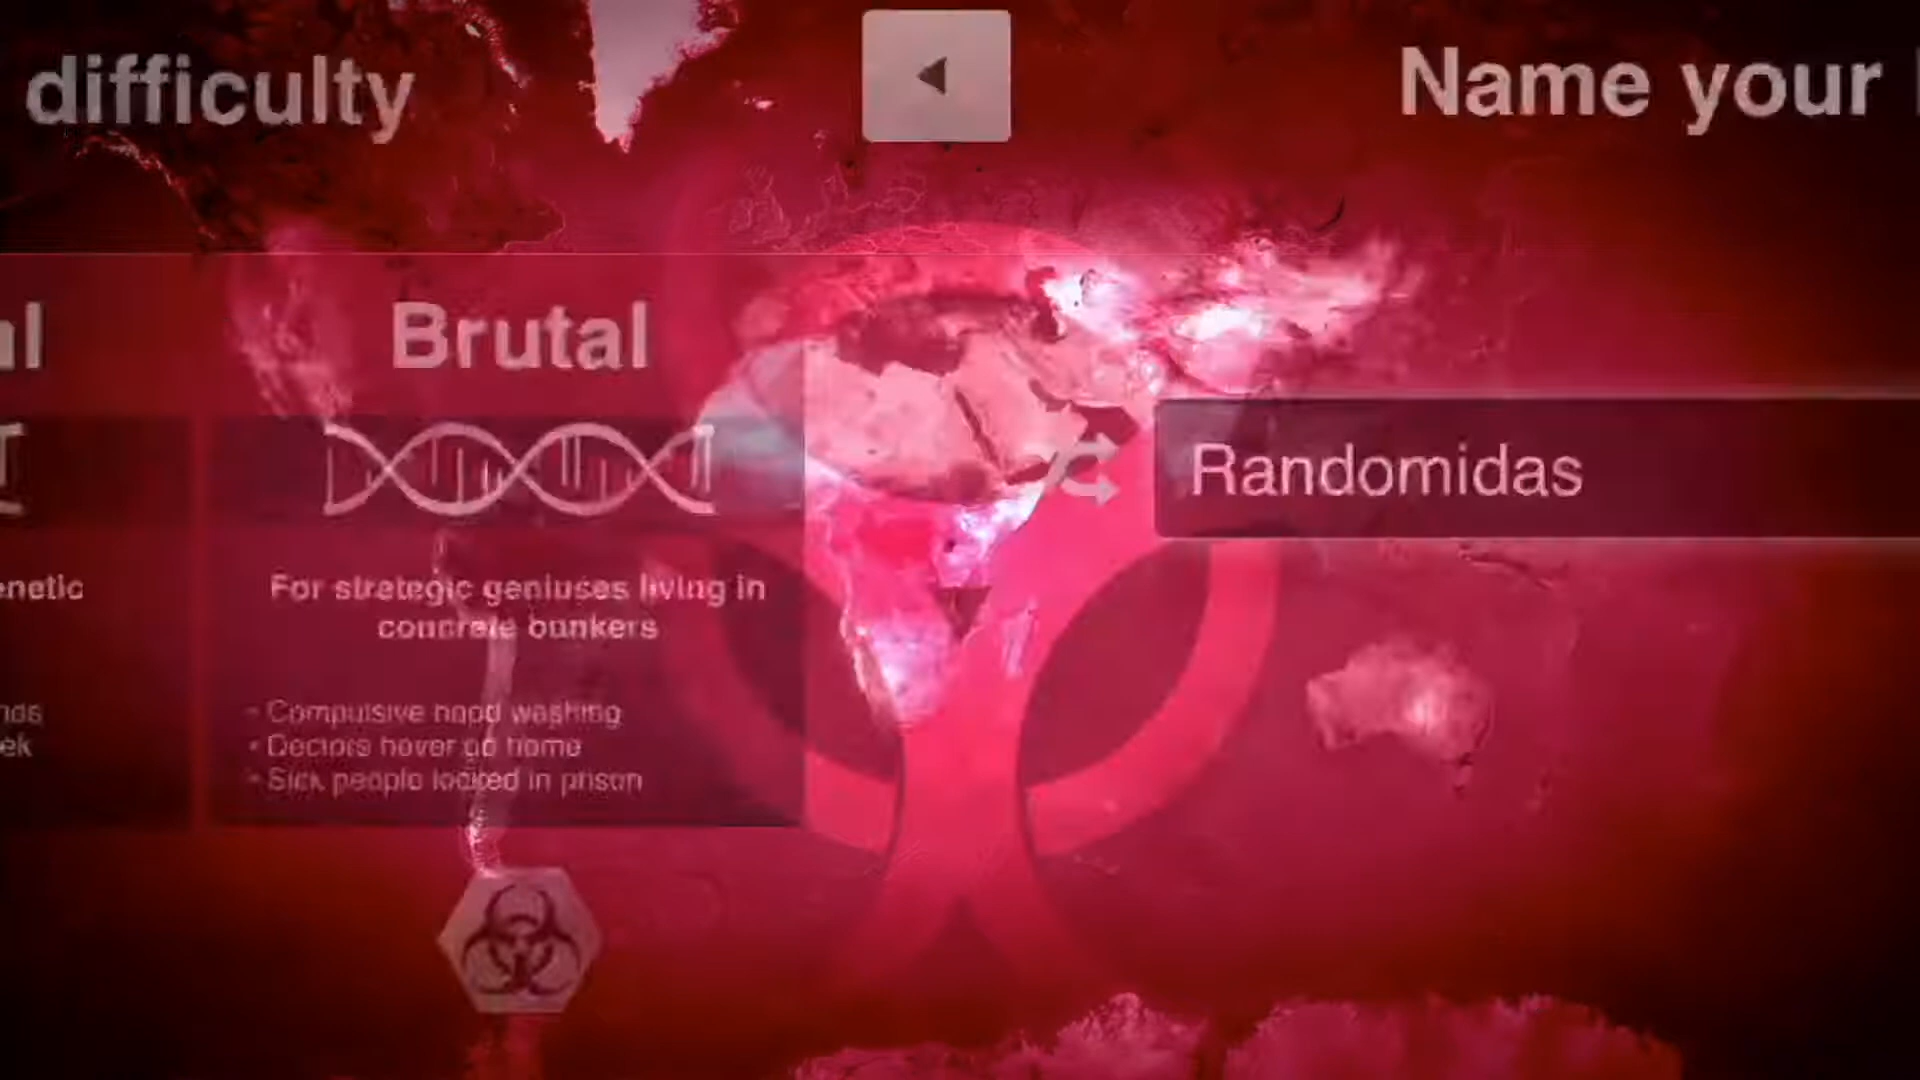 difficulty
Name your
al
Brutal
Randomidas
enetic
For strategic geniuses living in
concrete bunkers
nds
ek
- Compulsive hand washing
- Doctors never go home
- Sick people locked in prison